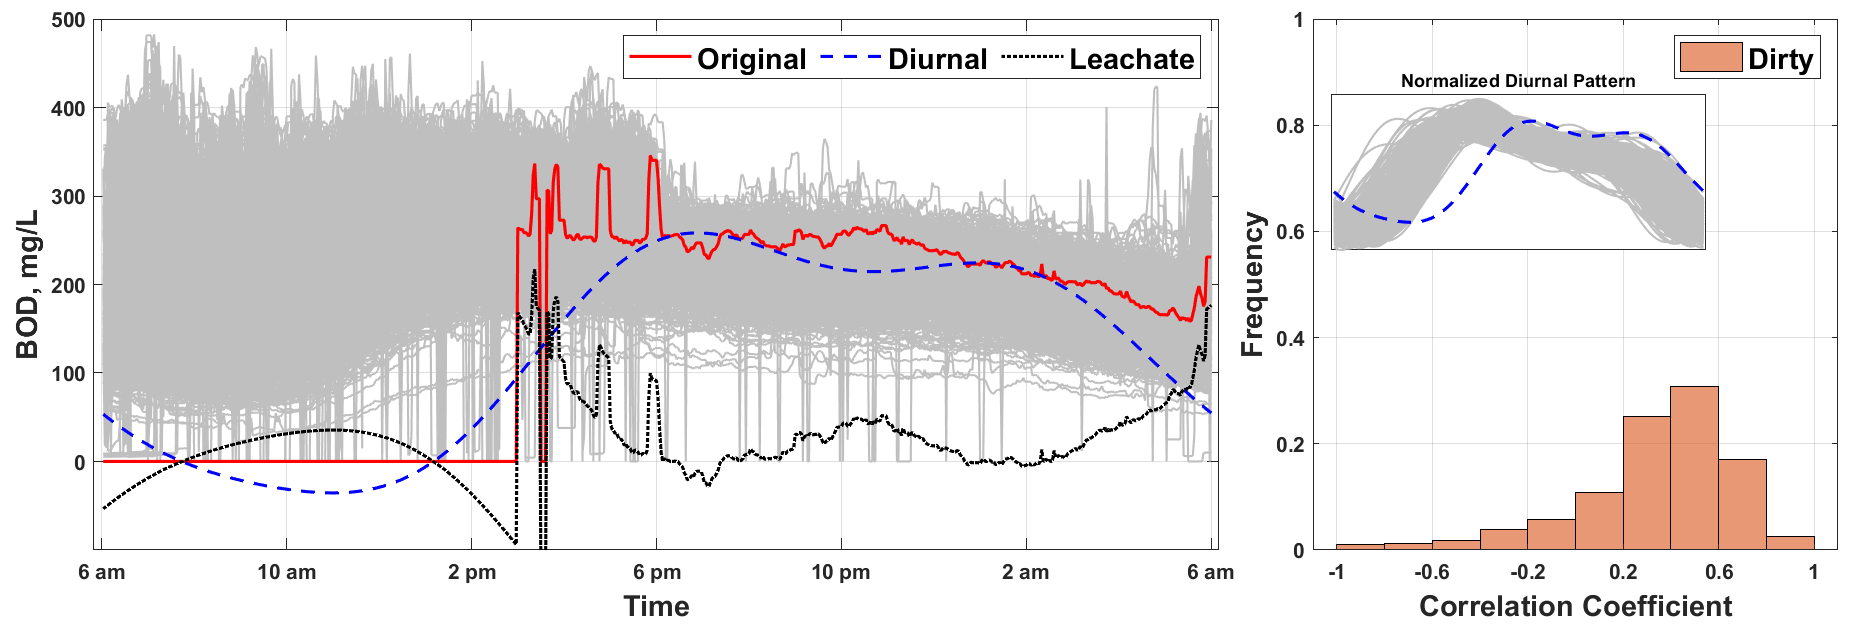 500
400
300
200
100
0
BOD, mg/L
Original Diurnal Leachate
6 am 10 am 2 pm 6 pm 10 pm 2 am 6 am
Time
1
0.8
0.6
0.4
0.2
0
Frequency
Dirty
Normalized Diurnal Pattern
-1 -0.6 -0.2 0.2 0.6 1
Correlation Coefficient